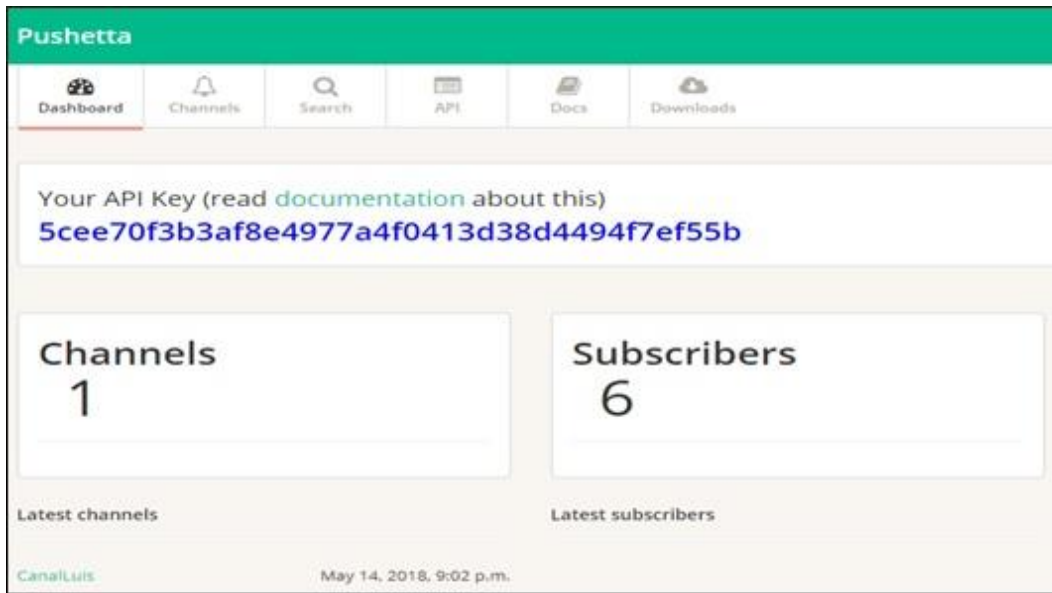 Pushetta
Dashboard Channels Search API Docs Downloads
Your API Key (read documentation about this)
5cee70f3b3af8e4977a4f0413d38d4494f7ef55b
Channels
1
Subscribers
6
Latest channels
CanalLuis May 14, 2018, 9:02 p.m.
Latest subscribers